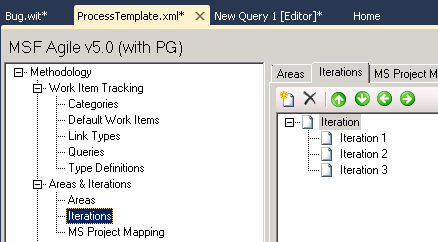 Bug.wit* ProcessTemplate.xml* New Query 1 [Editor]* Home
MSF Agile v5.0 (with PG)
Methodology
Work Item Tracking
Categories
Default Work Items
Link Types
Queries
Type Definitions
Areas & Iterations
Areas
Iterations
MS Project Mapping
Areas Iterations MS Project M
Iteration
Iteration 1
Iteration 2
Iteration 3